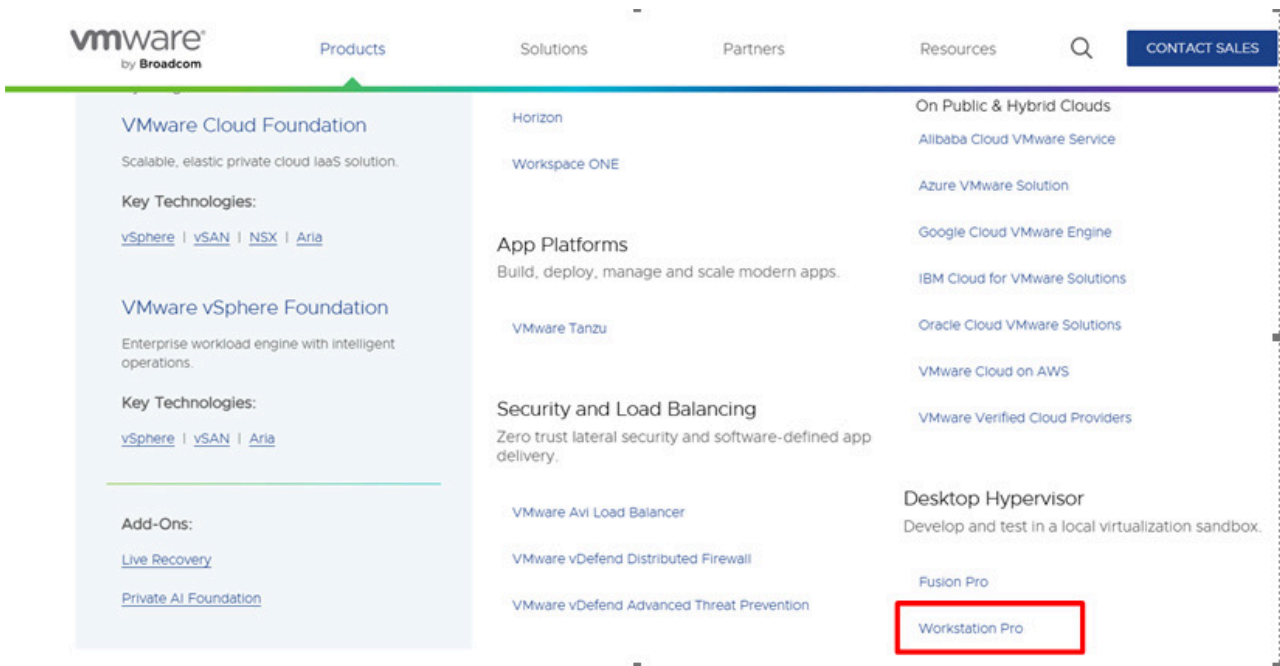 vmware®
by Broadcom
Products
Solutions
Partners
Resources
CONTACT SALES
VMware Cloud Foundation
Scalable, elastic private cloud IaaS solution.
Key Technologies:
vSphere | vSAN | NSX | Aria
VMware vSphere Foundation
Enterprise workload engine with intelligent
operations.
Key Technologies:
vSphere | vSAN | Aria
Add-Ons:
Live Recovery
Private AI Foundation
Horizon
Workspace ONE
App Platforms
Build, deploy, manage and scale modern apps.
VMware Tanzu
Security and Load Balancing
Zero trust lateral security and software-defined app
delivery.
VMware Avi Load Balancer
VMware vDefend Distributed Firewall
VMware vDefend Advanced Threat Prevention
On Public & Hybrid Clouds
Alibaba Cloud VMware Service
Azure VMware Solution
Google Cloud VMware Engine
IBM Cloud for VMware Solutions
Oracle Cloud VMware Solutions
VMware Cloud on AWS
VMware Verified Cloud Providers
Desktop Hypervisor
Develop and test in a local virtualization sandbox.
Fusion Pro
Workstation Pro